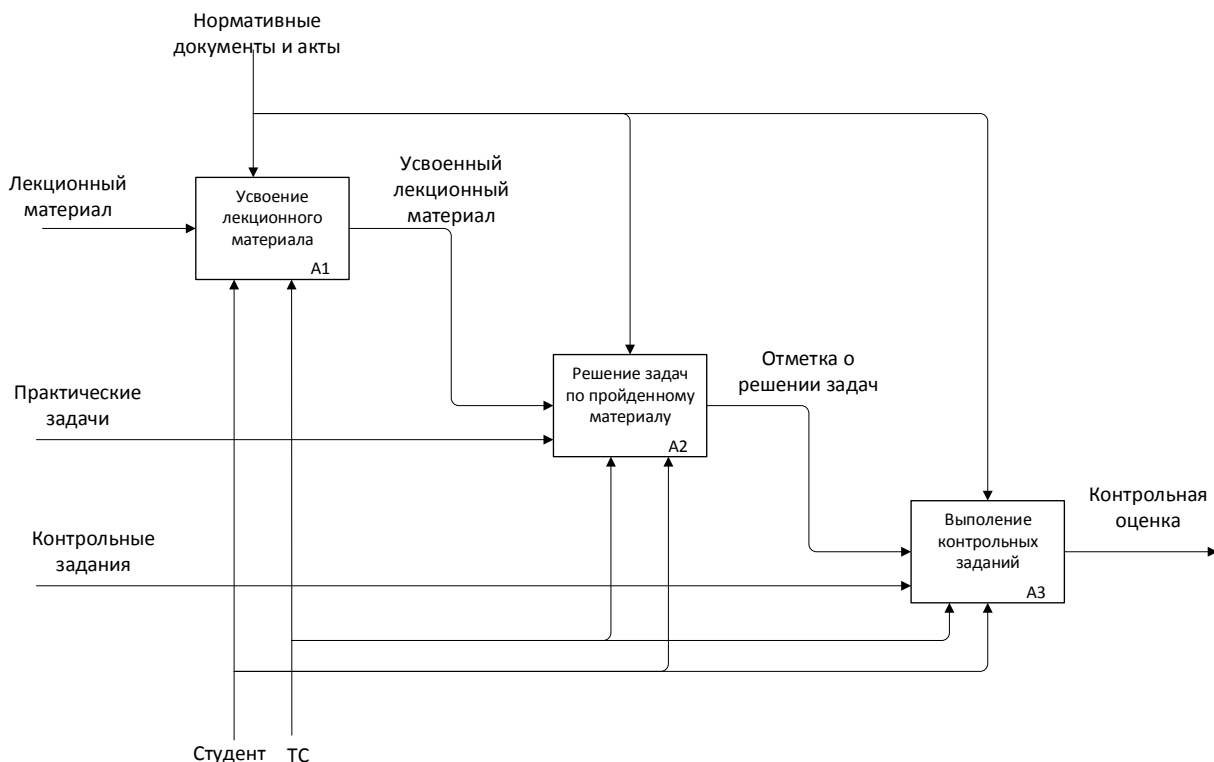 Нормативные
документы и акты
Лекционный
материал
Усвоение
лекционного
материала
A1
Усвоенный
лекционный
материал
Практические
задачи
Решение задач
по пройденному
материалу
A2
Отметка о
решении задач
Контрольные
задания
Выполение
контрольных
заданий
A3
Контрольная
оценка
Студент
ТС